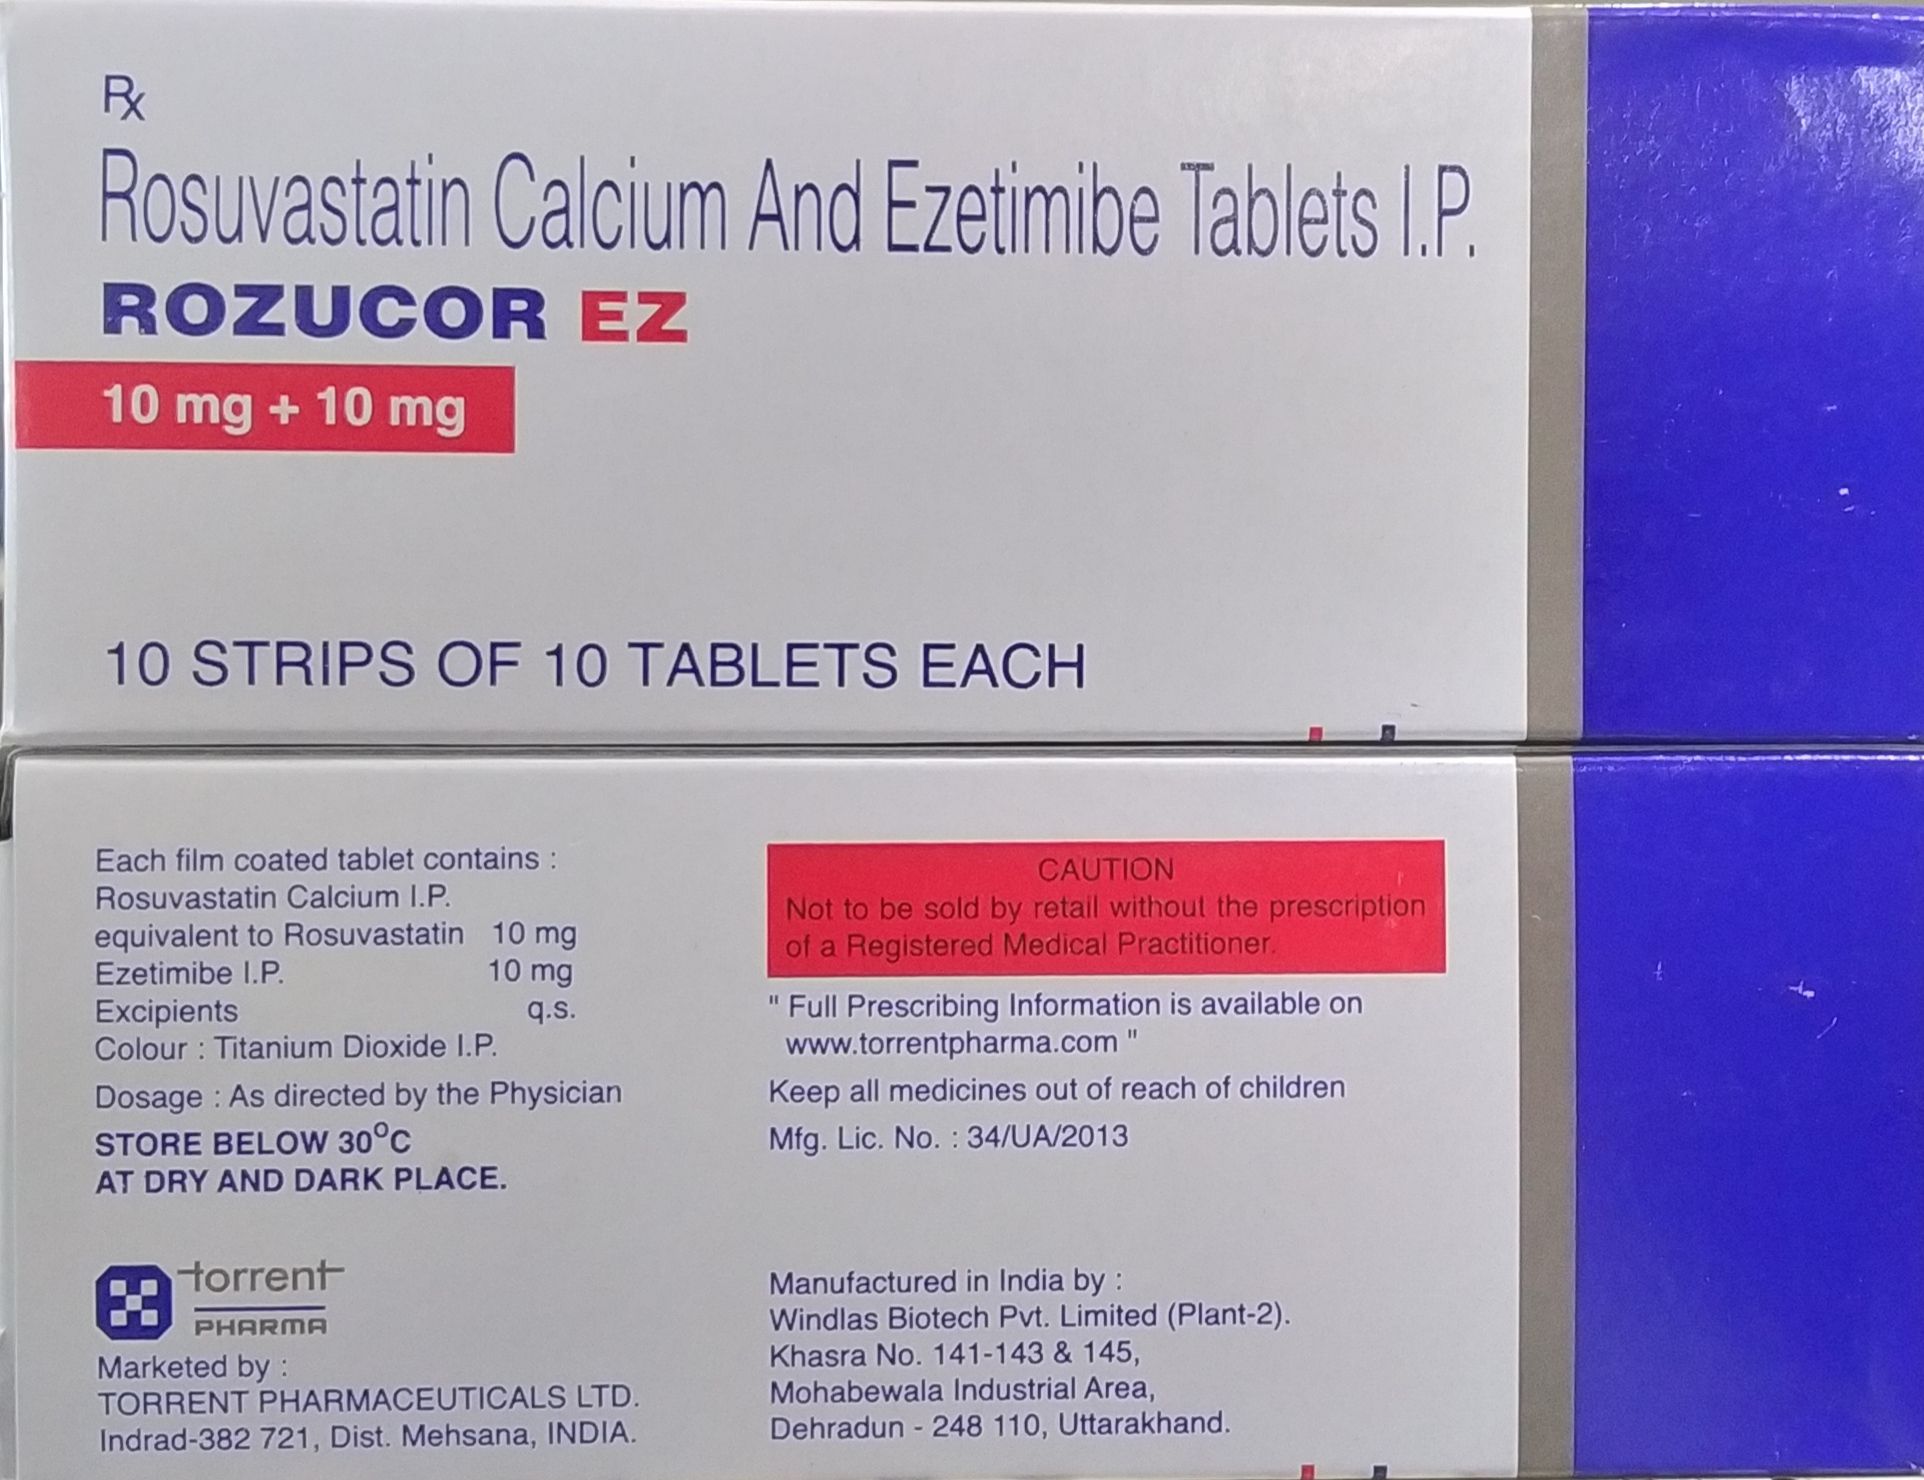 Rx
Rosuvastatin Calcium And Ezetimibe Tablets I.P.
ROZUCOR EZ
10 mg + 10 mg
10 STRIPS OF 10 TABLETS EACH
Each film coated tablet contains :
Rosuvastatin Calcium I.P.
equivalent to Rosuvastatin 10 mg
Ezetimibe I.P. 10 mg
Excipients q.s.
Colour : Titanium Dioxide I.P.
Dosage : As directed by the Physician
STORE BELOW 30°C
AT DRY AND DARK PLACE.
torrent
PHARMA
Marketed by :
TORRENT PHARMACEUTICALS LTD.
Indrad-382 721, Dist. Mehsana, INDIA.
CAUTION
Not to be sold by retail without the prescription
of a Registered Medical Practitioner.
" Full Prescribing Information is available on
www.torrentpharma.com "
Keep all medicines out of reach of children
Mfg. Lic. No. : 34/UA/2013
Manufactured in India by :
Windlas Biotech Pvt. Limited (Plant-2).
Khasra No. 141-143 & 145,
Mohabewala Industrial Area,
Dehradun - 248 110, Uttarakhand.